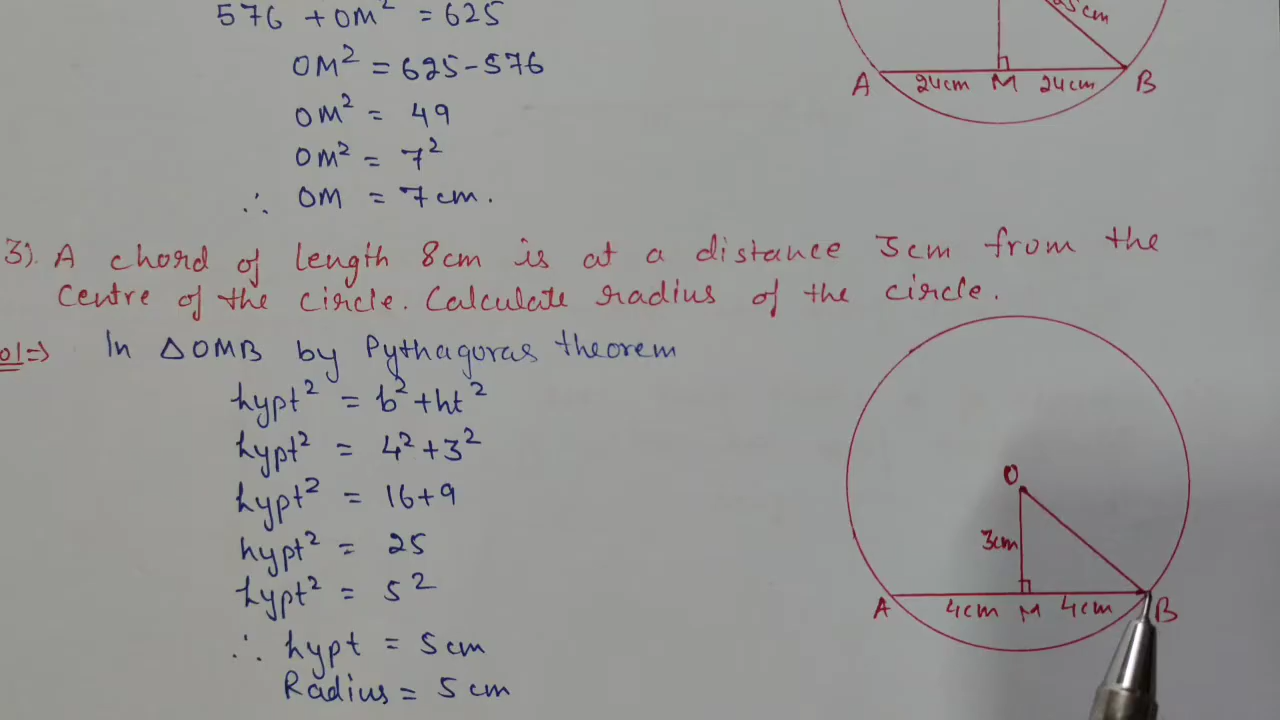 576 + OM² = 625
OM² = 625-576
OM² = 49
OM² = 7²
∴ OM = 7cm.
25cm
A 24cm M 24cm B
3). A chord of length 8cm is at a distance 3cm from the
centre of the circle. Calculate radius of the circle.
Sol⇒ In △OMB by Pythagoras theorem
hypt² = b²+ht²
hypt² = 4²+3²
hypt² = 16+9
hypt² = 25
hypt² = 5²
∴ hypt = 5cm
Radius = 5cm
O
3cm
A 4cm M 4cm B